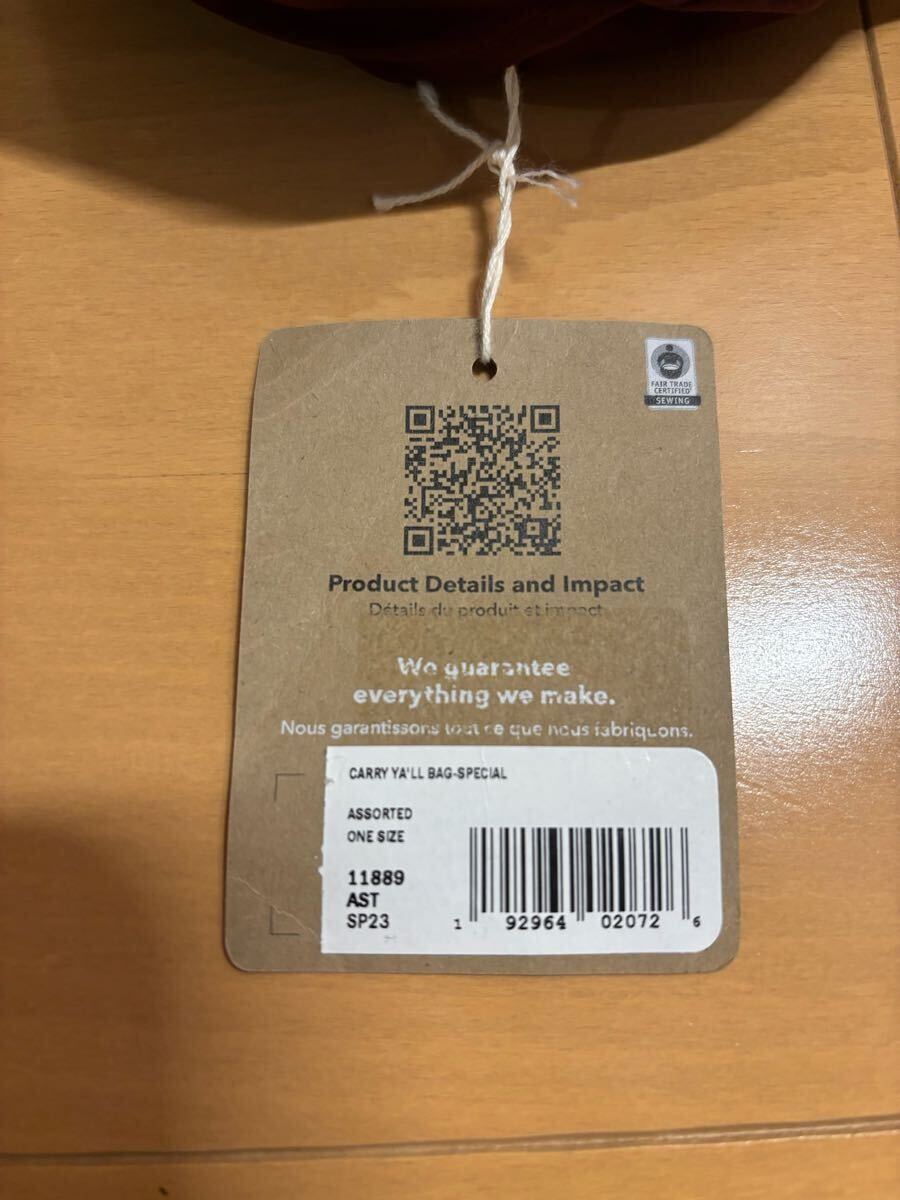 FAIR TRADE
CERTIFIED
SEWING
Product Details and Impact
Détails du produit et impact
We guarantee
everything we make.
Nous garantissons tout ce que nous fabriquons.
CARRY YA'LL BAG-SPECIAL
ASSORTED
ONE SIZE
11889
AST
SP23
1 92964 02072 6